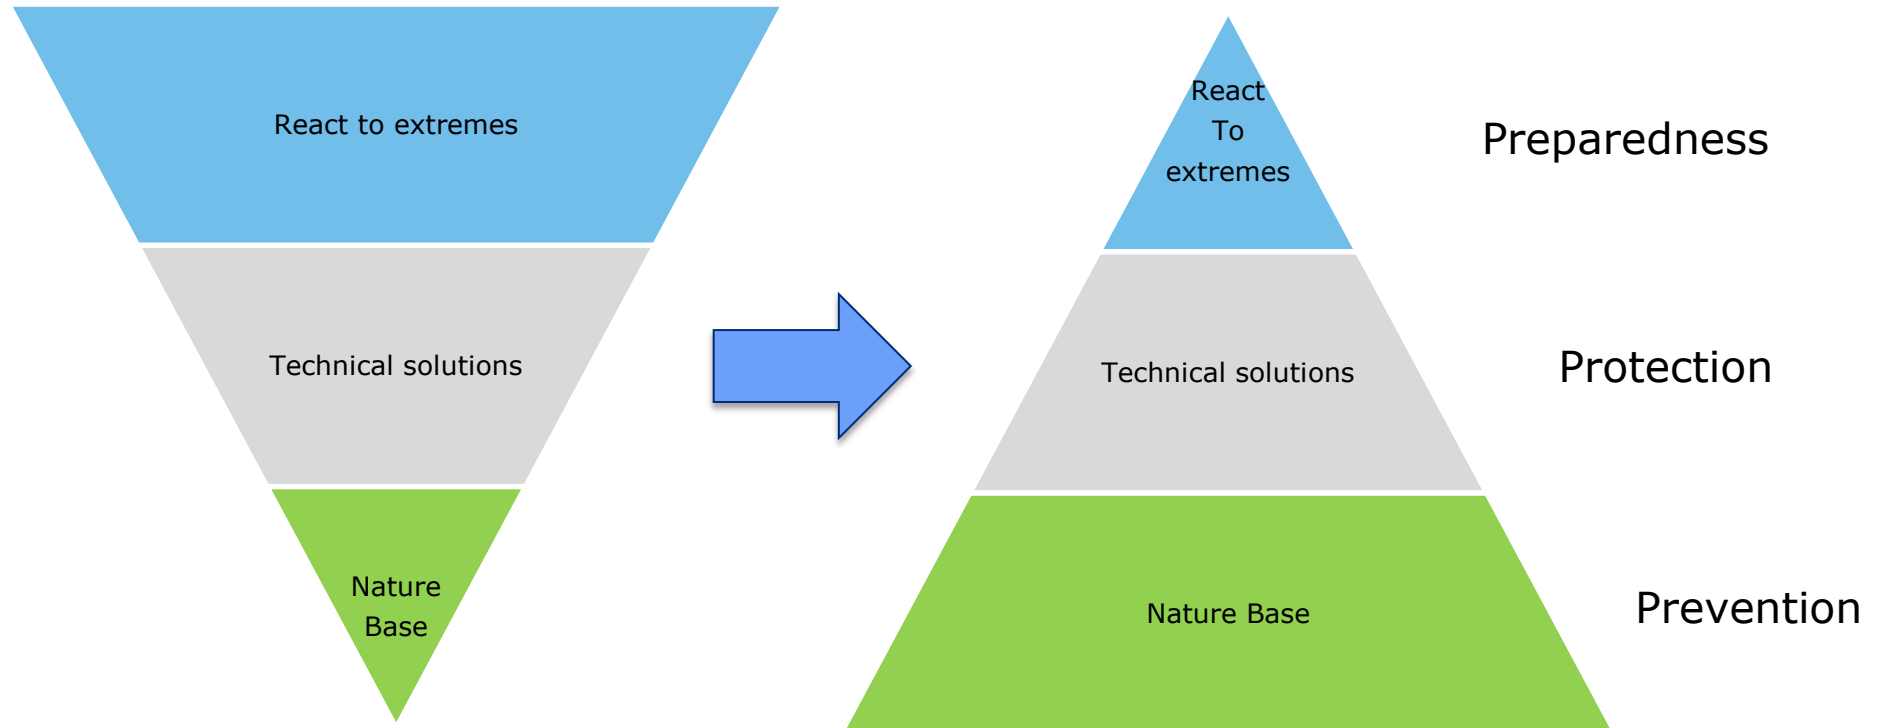 React to extremes
Technical solutions
Nature
Base
React
To
extremes
Technical solutions
Nature Base
Preparedness
Protection
Prevention